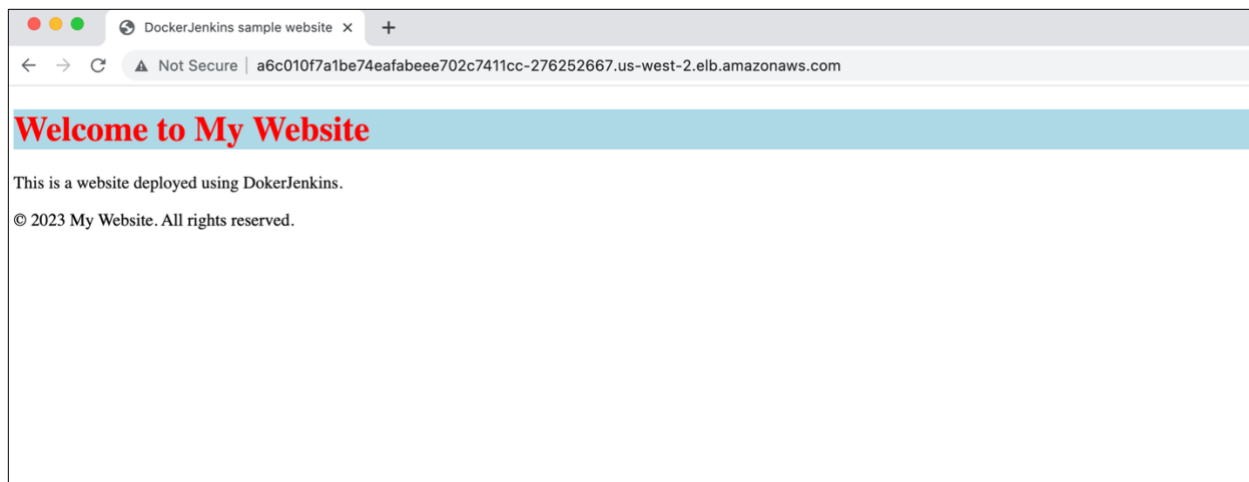 DockerJenkins sample website
Not Secure a6c010f7a1be74eafabeee702c7411cc-276252667.us-west-2.elb.amazonaws.com
Welcome to My Website
This is a website deployed using DokerJenkins.
© 2023 My Website. All rights reserved.